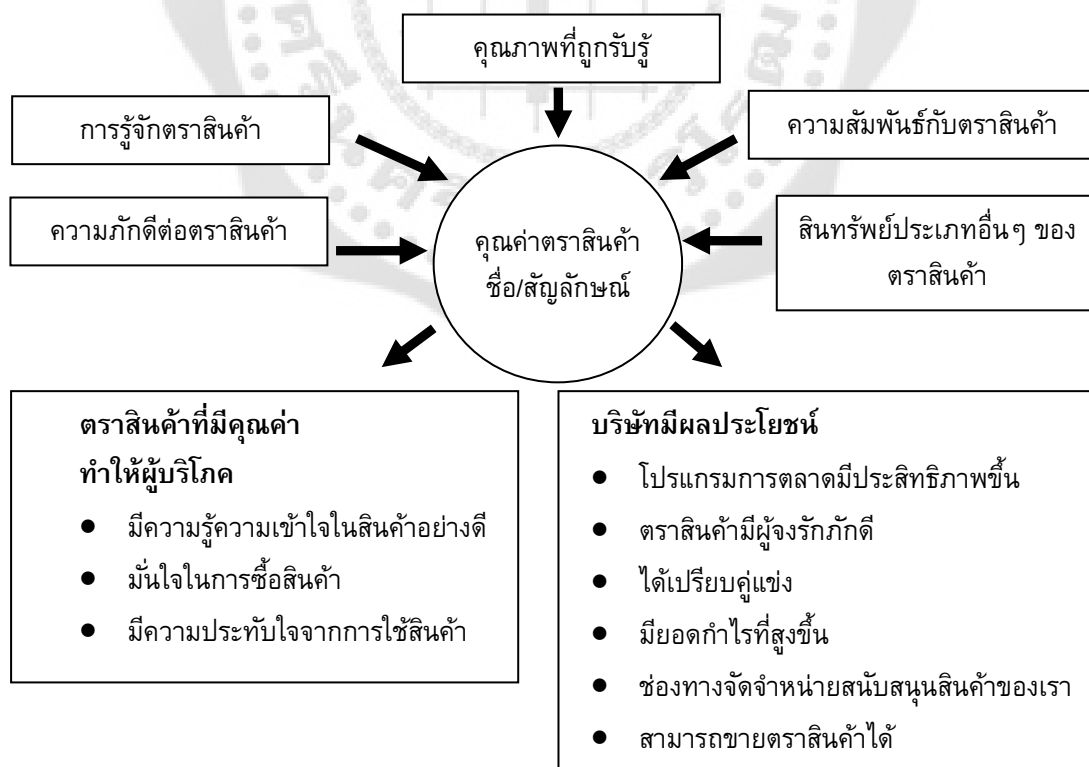 คุณภาพที่ถูกรับรู้
การรู้จักตราสินค้า
ความสัมพันธ์กับตราสินค้า
ความภักดีต่อตราสินค้า
สินทรัพย์ประเภทอื่นๆ ของ
ตราสินค้า
คุณค่าตราสินค้า
ชื่อ/สัญลักษณ์
ตราสินค้าที่มีคุณค่า
ทำให้ผู้บริโภค
● มีความรู้ความเข้าใจในสินค้าอย่างดี
● มั่นใจในการซื้อสินค้า
● มีความประทับใจจากการใช้สินค้า
บริษัทมีผลประโยชน์
● โปรแกรมการตลาดมีประสิทธิภาพขึ้น
● ตราสินค้ามีผู้จงรักภักดี
● ได้เปรียบคู่แข่ง
● มียอดกำไรที่สูงขึ้น
● ช่องทางจัดจำหน่ายสนับสนุนสินค้าของเรา
● สามารถขายตราสินค้าได้